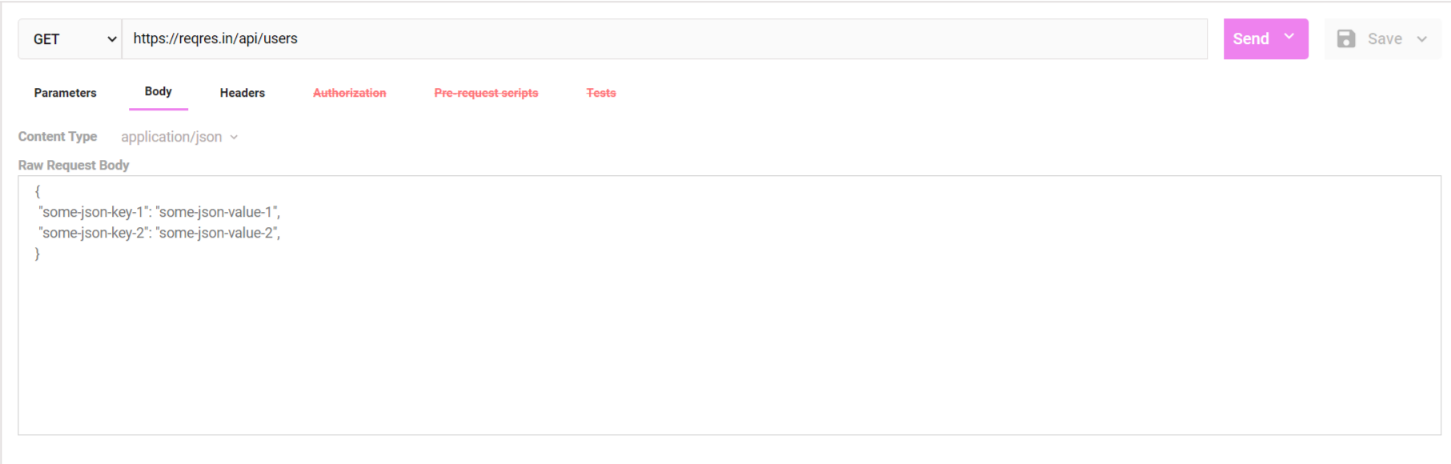 GET https://reqres.in/api/users Send Save
Parameters Body Headers Authorization Pre-request scripts Tests
Content Type application/json
Raw Request Body
{
"some-json-key-1": "some-json-value-1",
"some-json-key-2": "some-json-value-2",
}